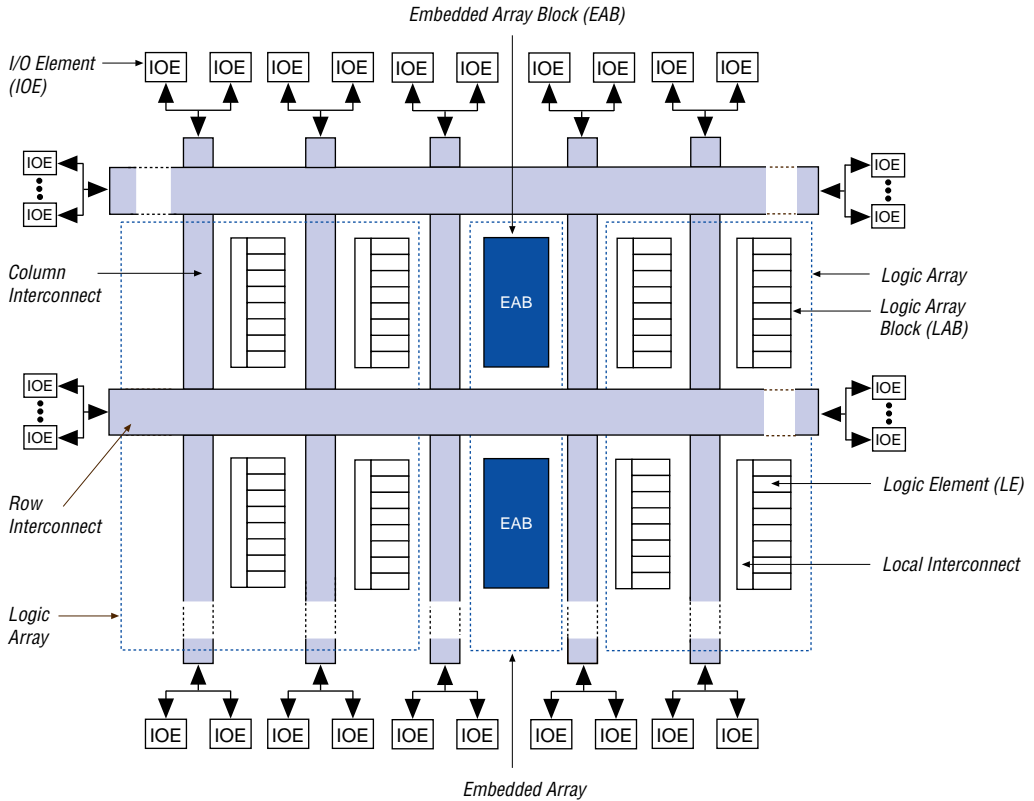 Embedded Array Block (EAB)
I/O Element
(IOE)
IOE IOE IOE IOE IOE IOE IOE IOE IOE IOE
IOE IOE
IOE IOE
Column
Interconnect
EAB
Logic Array
Logic Array
Block (LAB)
IOE IOE
IOE IOE
Row
Interconnect
EAB
Logic Element (LE)
Local Interconnect
Logic
Array
IOE IOE IOE IOE IOE IOE IOE IOE IOE IOE
Embedded Array